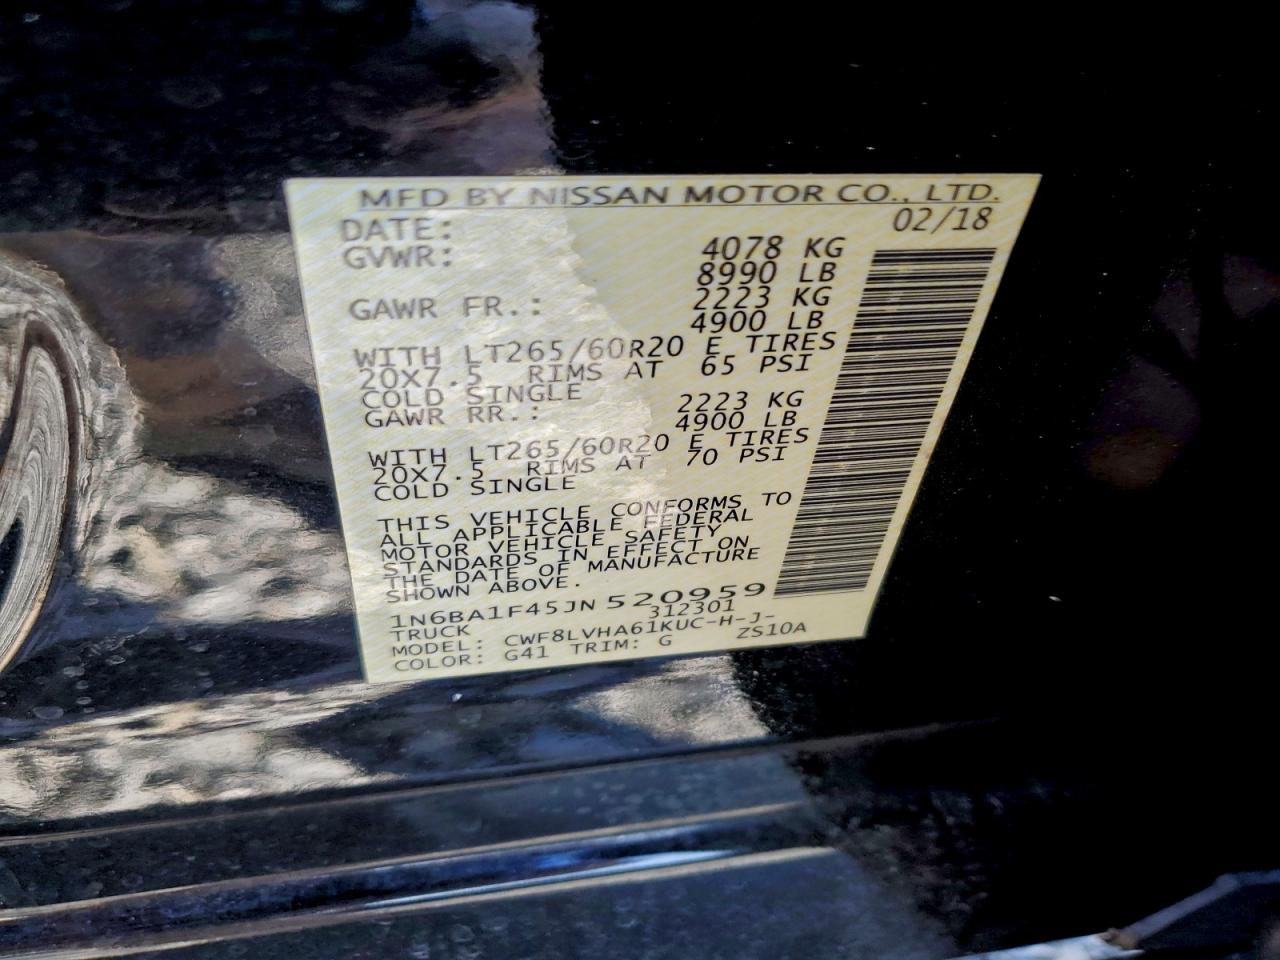 MFD BY NISSAN MOTOR CO., LTD.
DATE: 02/18
GVWR: 4078 KG
8990 LB
GAWR FR.: 2223 KG
4900 LB
WITH LT265/60R20 E TIRES
20X7.5 RIMS AT 65 PSI
COLD SINGLE
GAWR RR.: 2223 KG
4900 LB
WITH LT265/60R20 E TIRES
20X7.5 RIMS AT 70 PSI
COLD SINGLE
THIS VEHICLE CONFORMS TO
ALL APPLICABLE FEDERAL
MOTOR VEHICLE SAFETY
STANDARDS IN EFFECT ON
THE DATE OF MANUFACTURE
SHOWN ABOVE.
1N6BA1F45JN520959
TRUCK 312301
MODEL: CWF8LVHA61KUC-H-J-
COLOR: G41 TRIM: G ZS10A